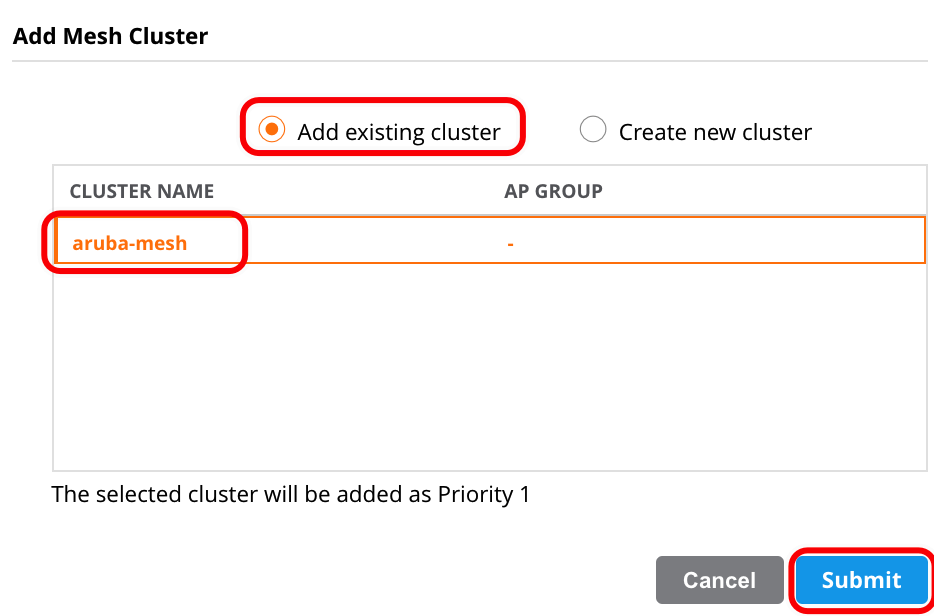 Add Mesh Cluster
Add existing cluster Create new cluster
CLUSTER NAME AP GROUP
aruba-mesh -
The selected cluster will be added as Priority 1
Cancel Submit